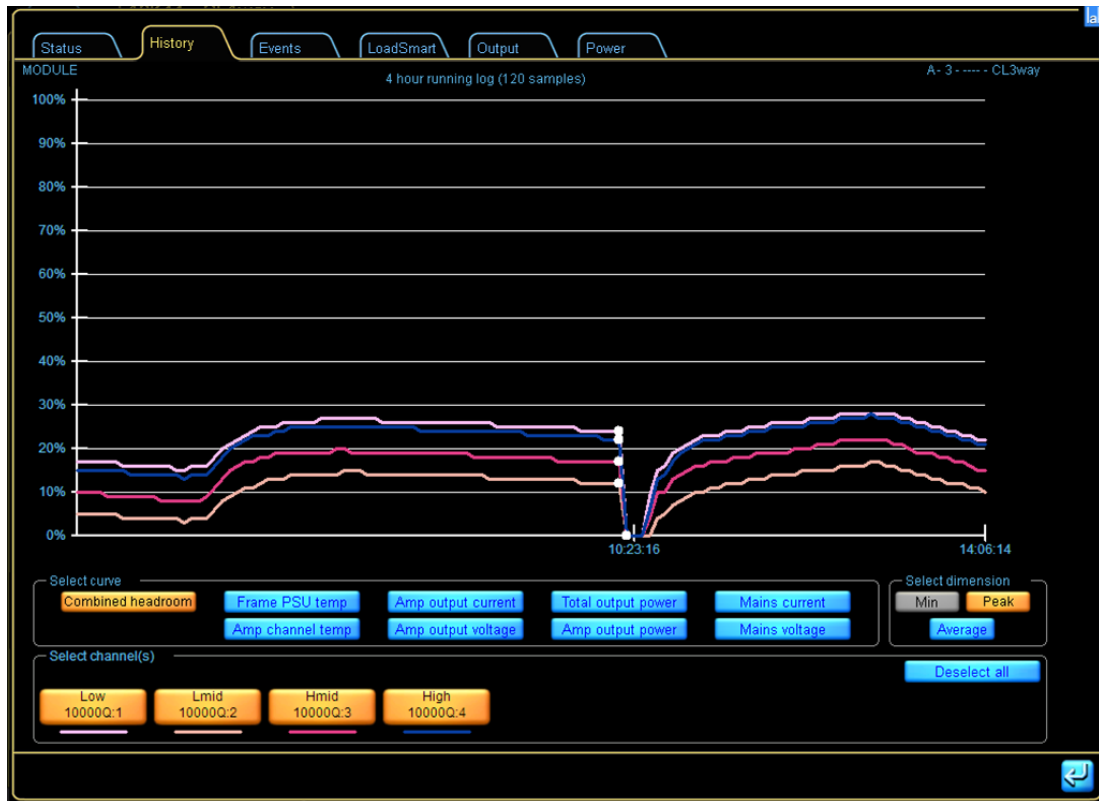 la
Status History Events LoadSmart Output Power
MODULE
4 hour running log (120 samples)
A- 3 - ---- - CL3way
100%
90%
80%
70%
60%
50%
40%
30%
20%
10%
0%
10:23:16 14:06:14
Select curve
Combined headroom Frame PSU temp Amp output current Total output power Mains current
Amp channel temp Amp output voltage Amp output power Mains voltage
Select dimension
Min Peak
Average
Select channel(s)
Deselect all
Low Lmid Hmid High
10000Q:1 10000Q:2 10000Q:3 10000Q:4